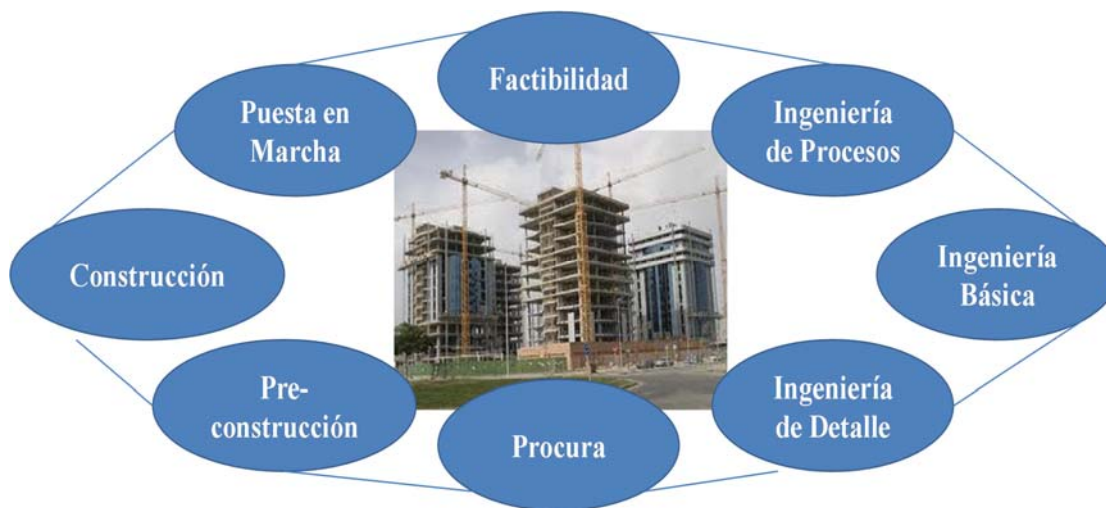 Factibilidad
Ingeniería
de Procesos
Ingeniería
Básica
Ingeniería
de Detalle
Procura
Pre-
construcción
Construcción
Puesta en
Marcha